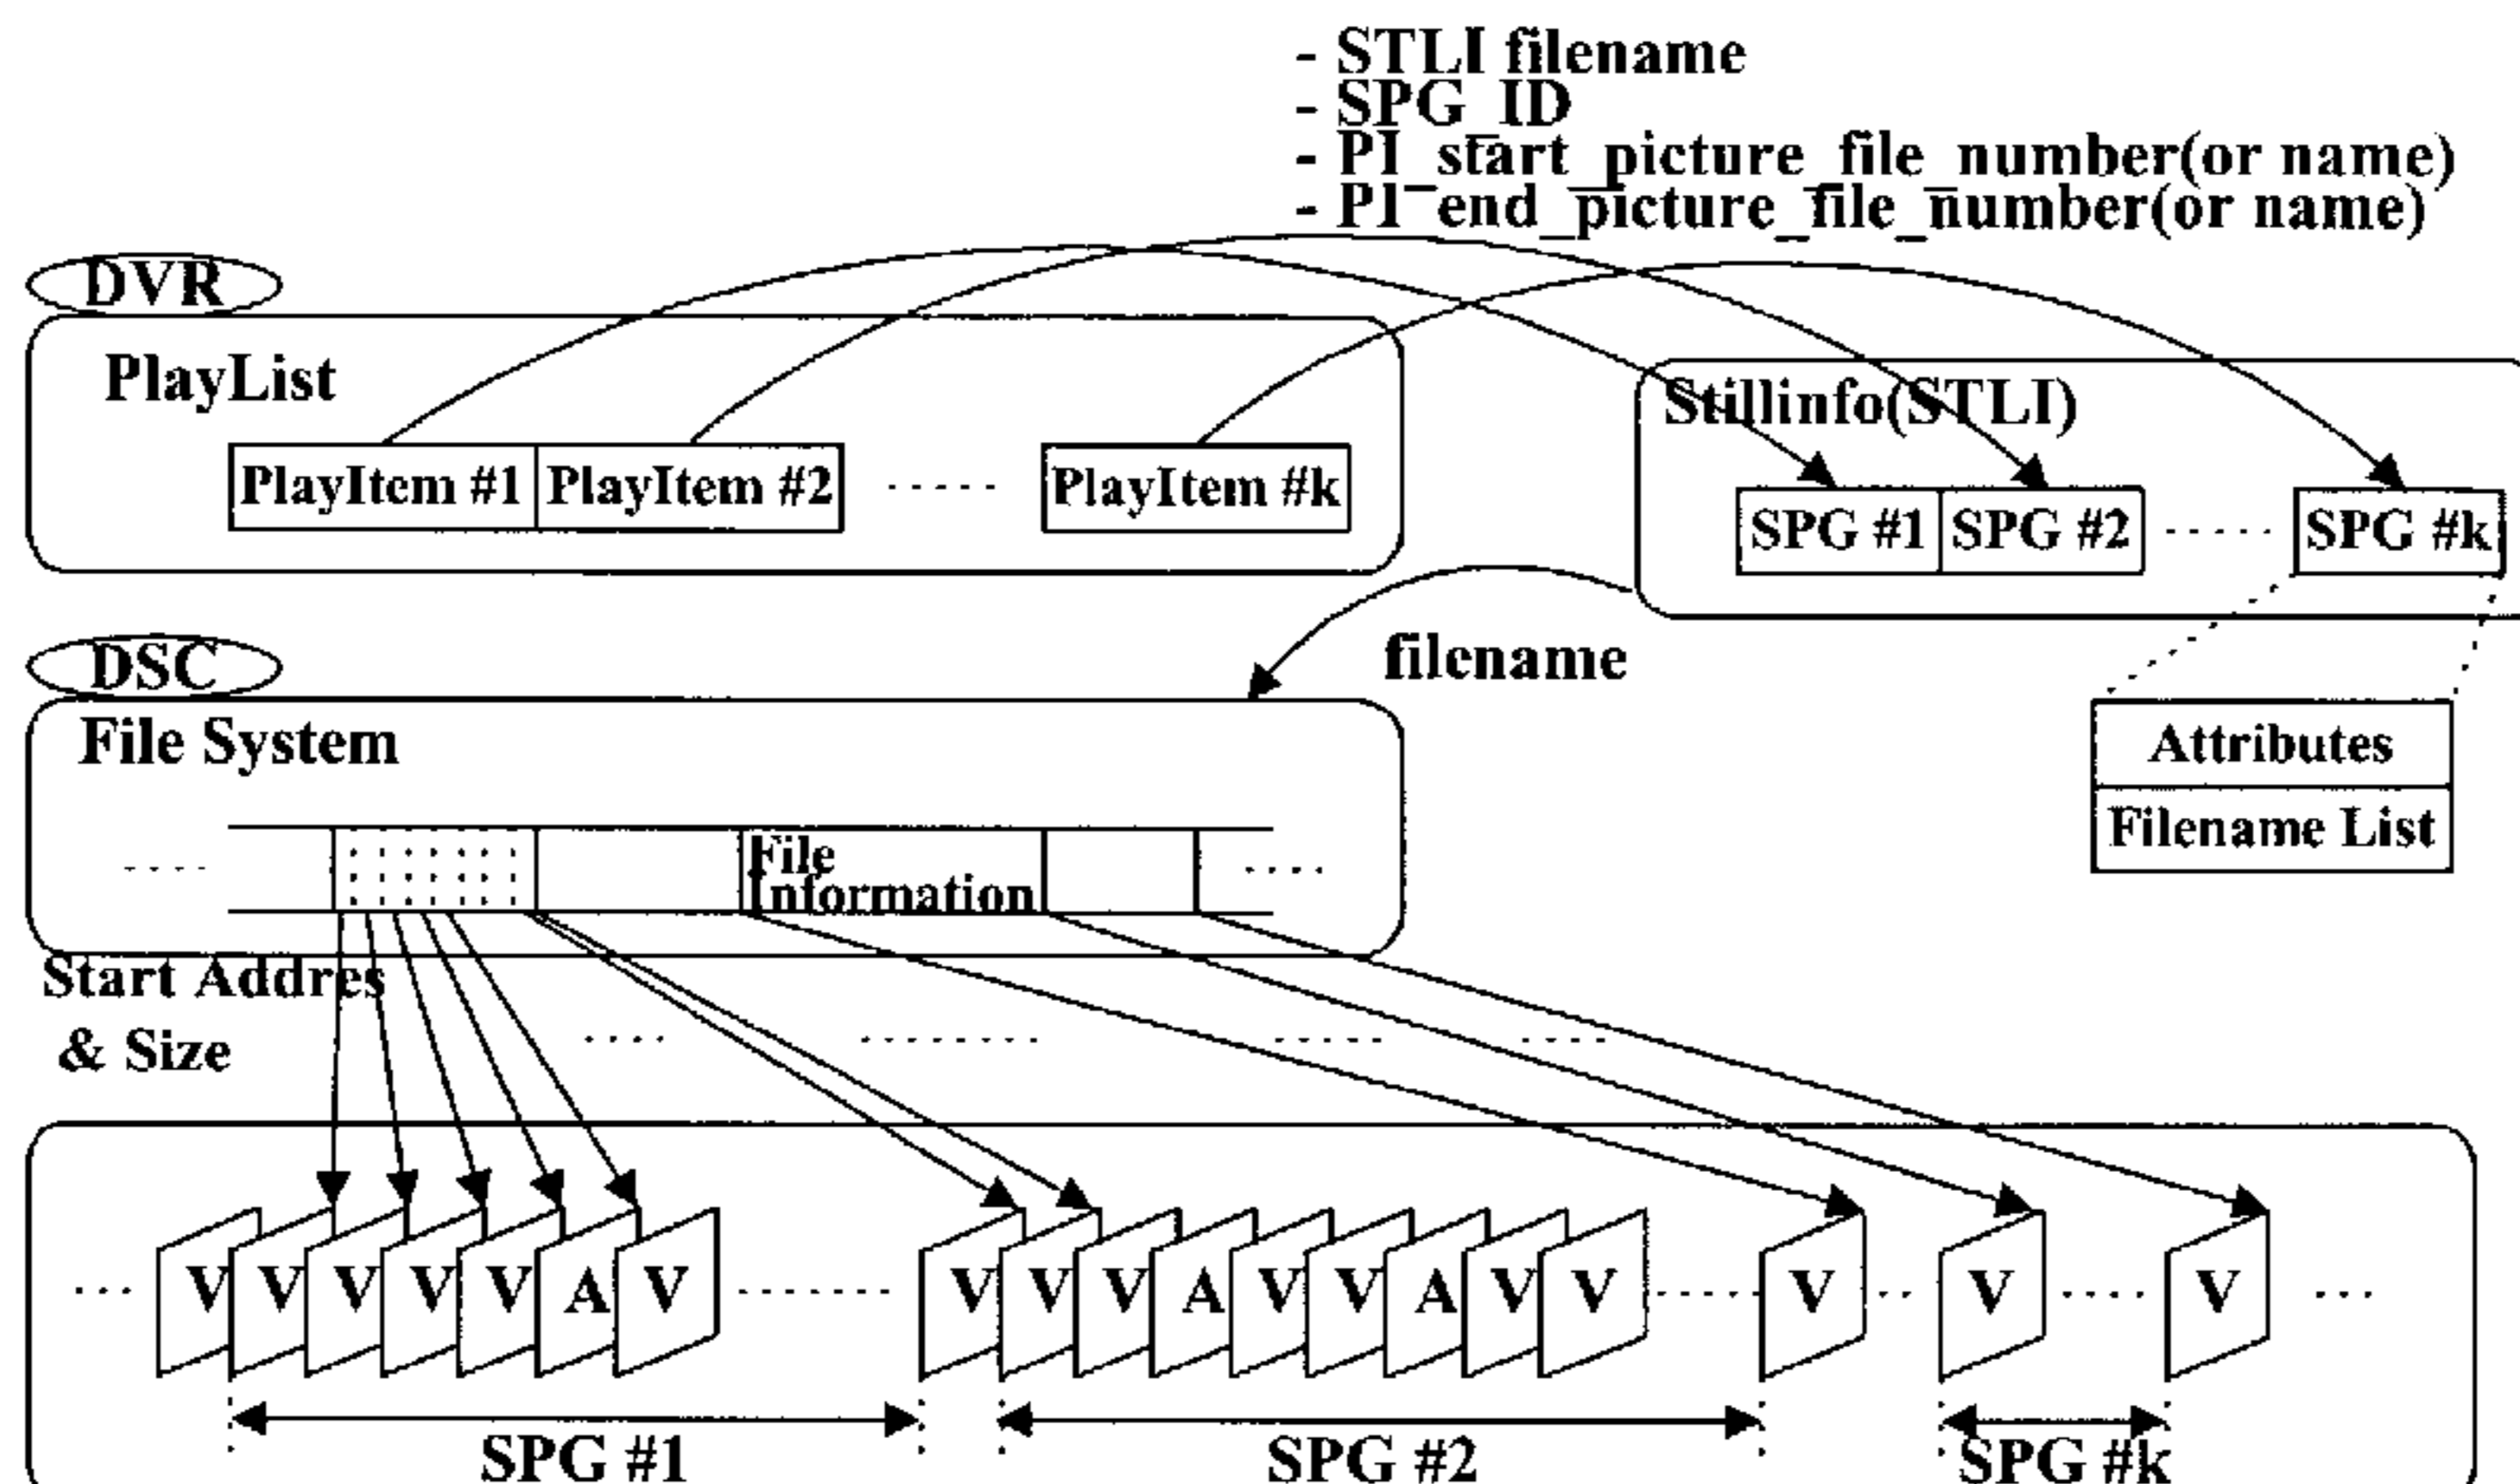 - STLI filename
- SPG_ID
- PI_start_picture_file_number(or name)
- PI_end_picture_file_number(or name)
DVR
PlayList
Stillinfo(STLI)
PlayItem #1 PlayItem #2 ..... PlayItem #k
SPG #1 SPG #2 ..... SPG #k
filename
DSC
File System
Attributes
Filename List
File
Information
Start Addres
& Size
V V V V V A V V V V A V V A V V V V V
SPG #1 SPG #2 SPG #k